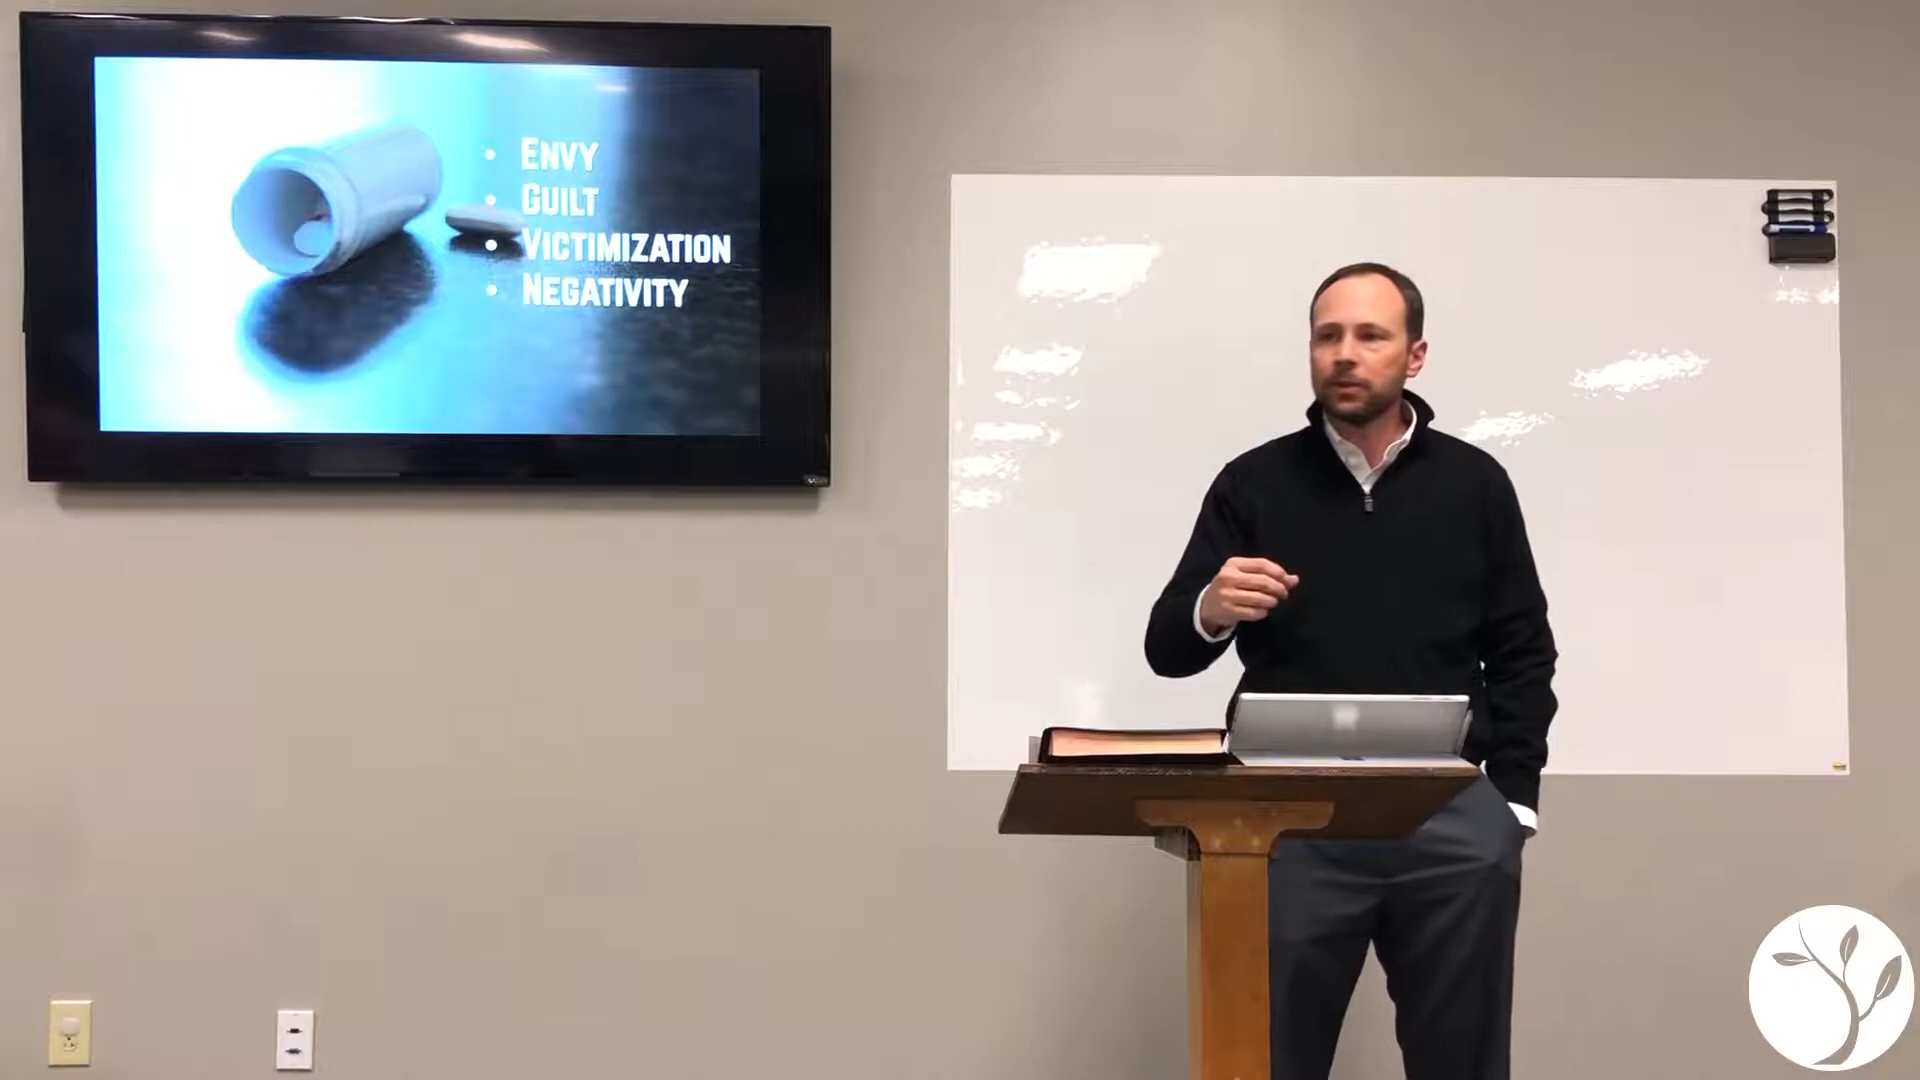 • Envy
• Guilt
• Victimization
• Negativity